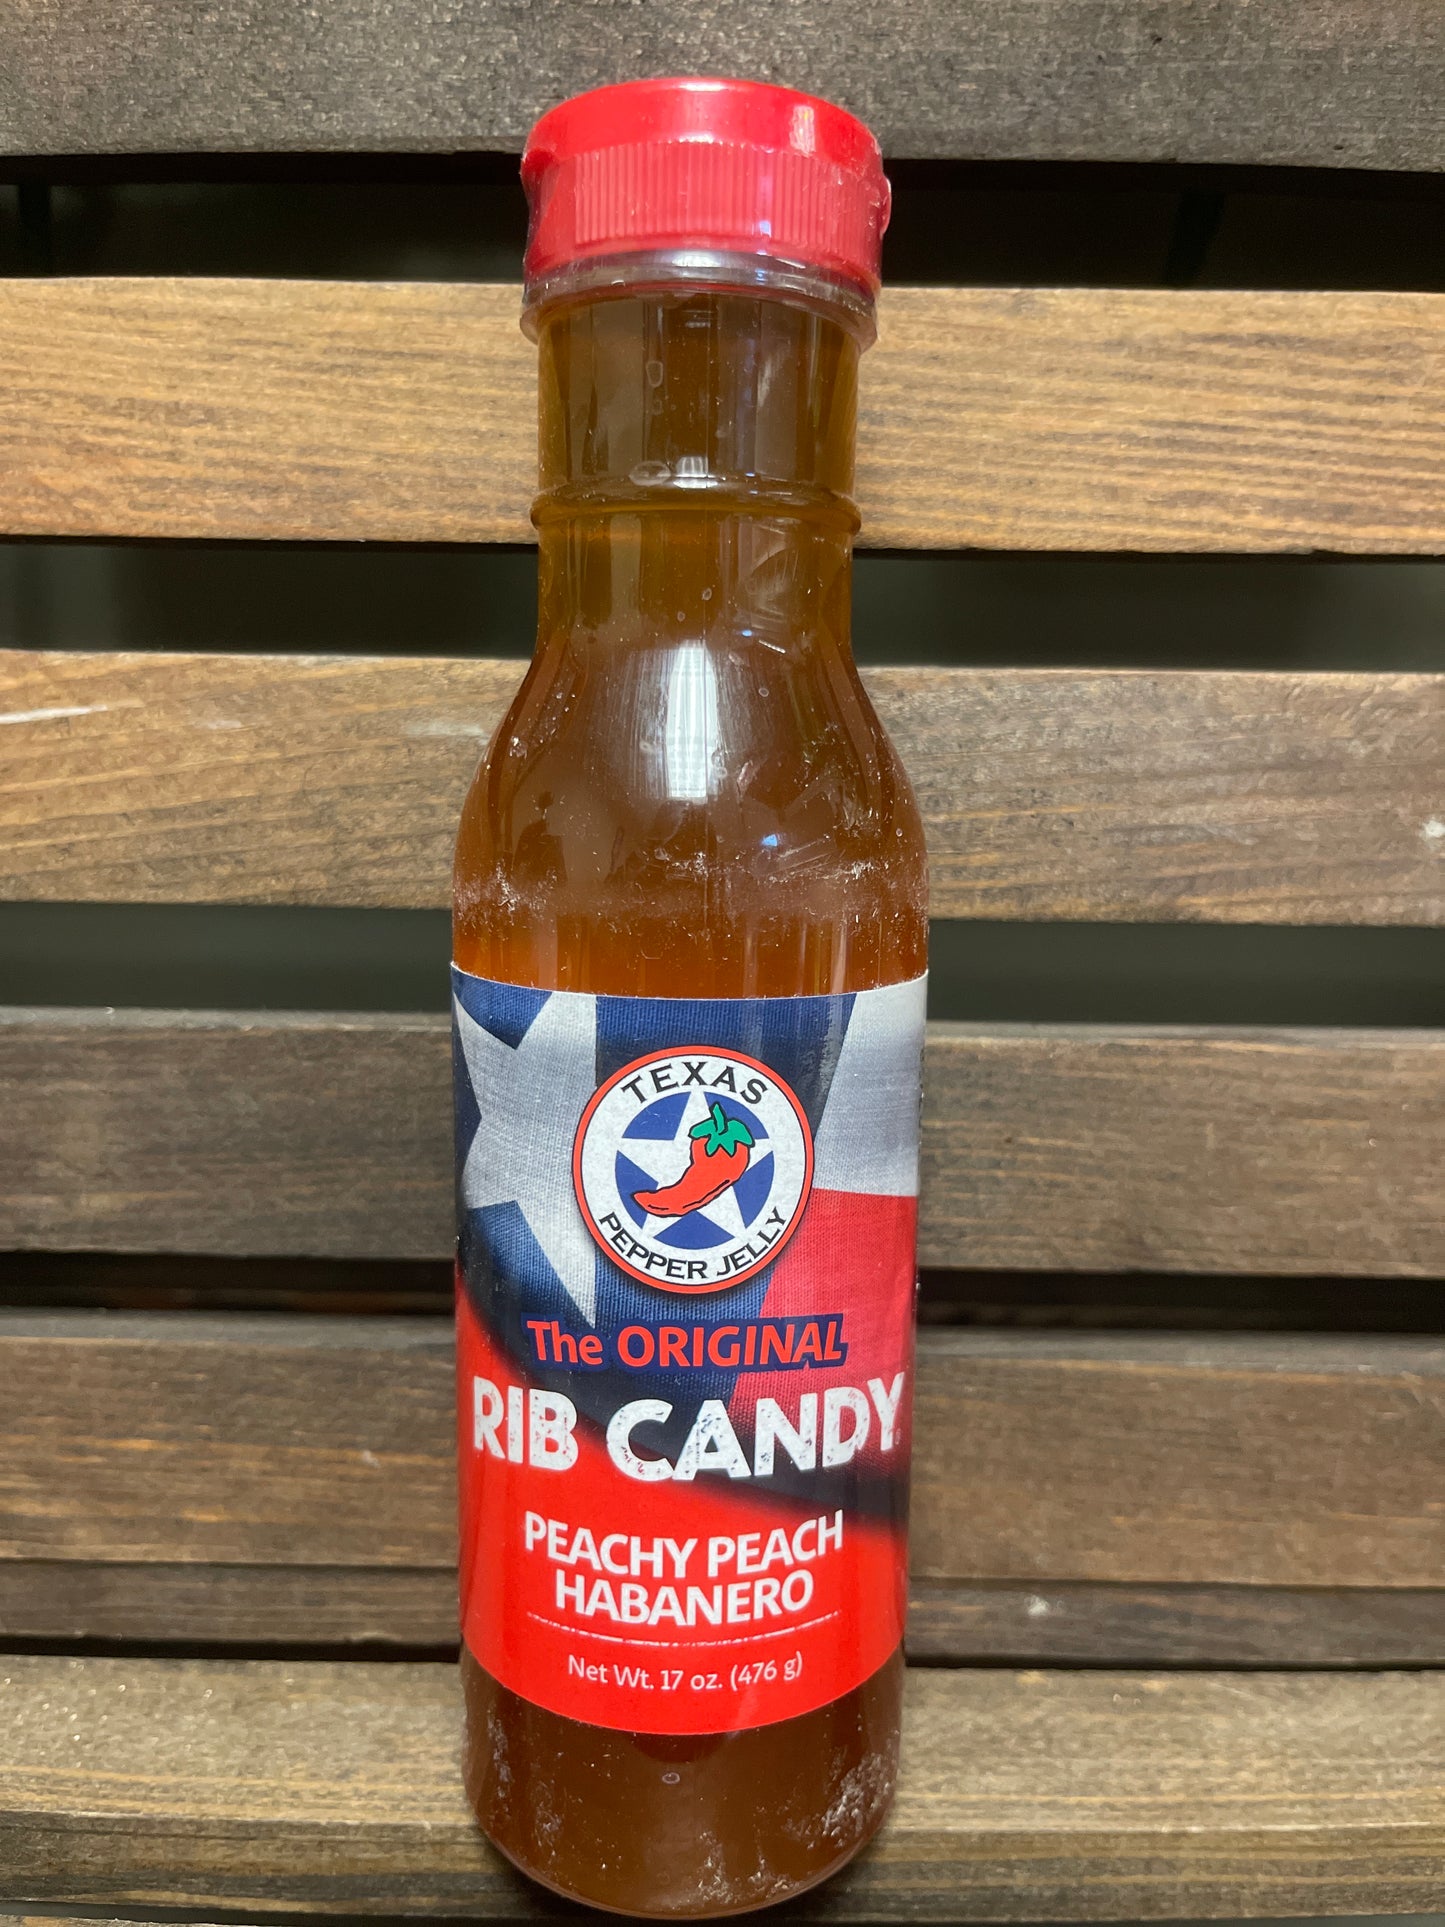 TEXAS
PEPPER JELLY
The ORIGINAL
RIB CANDY®
PEACHY PEACH
HABANERO
Net Wt. 17 oz. (476 g)